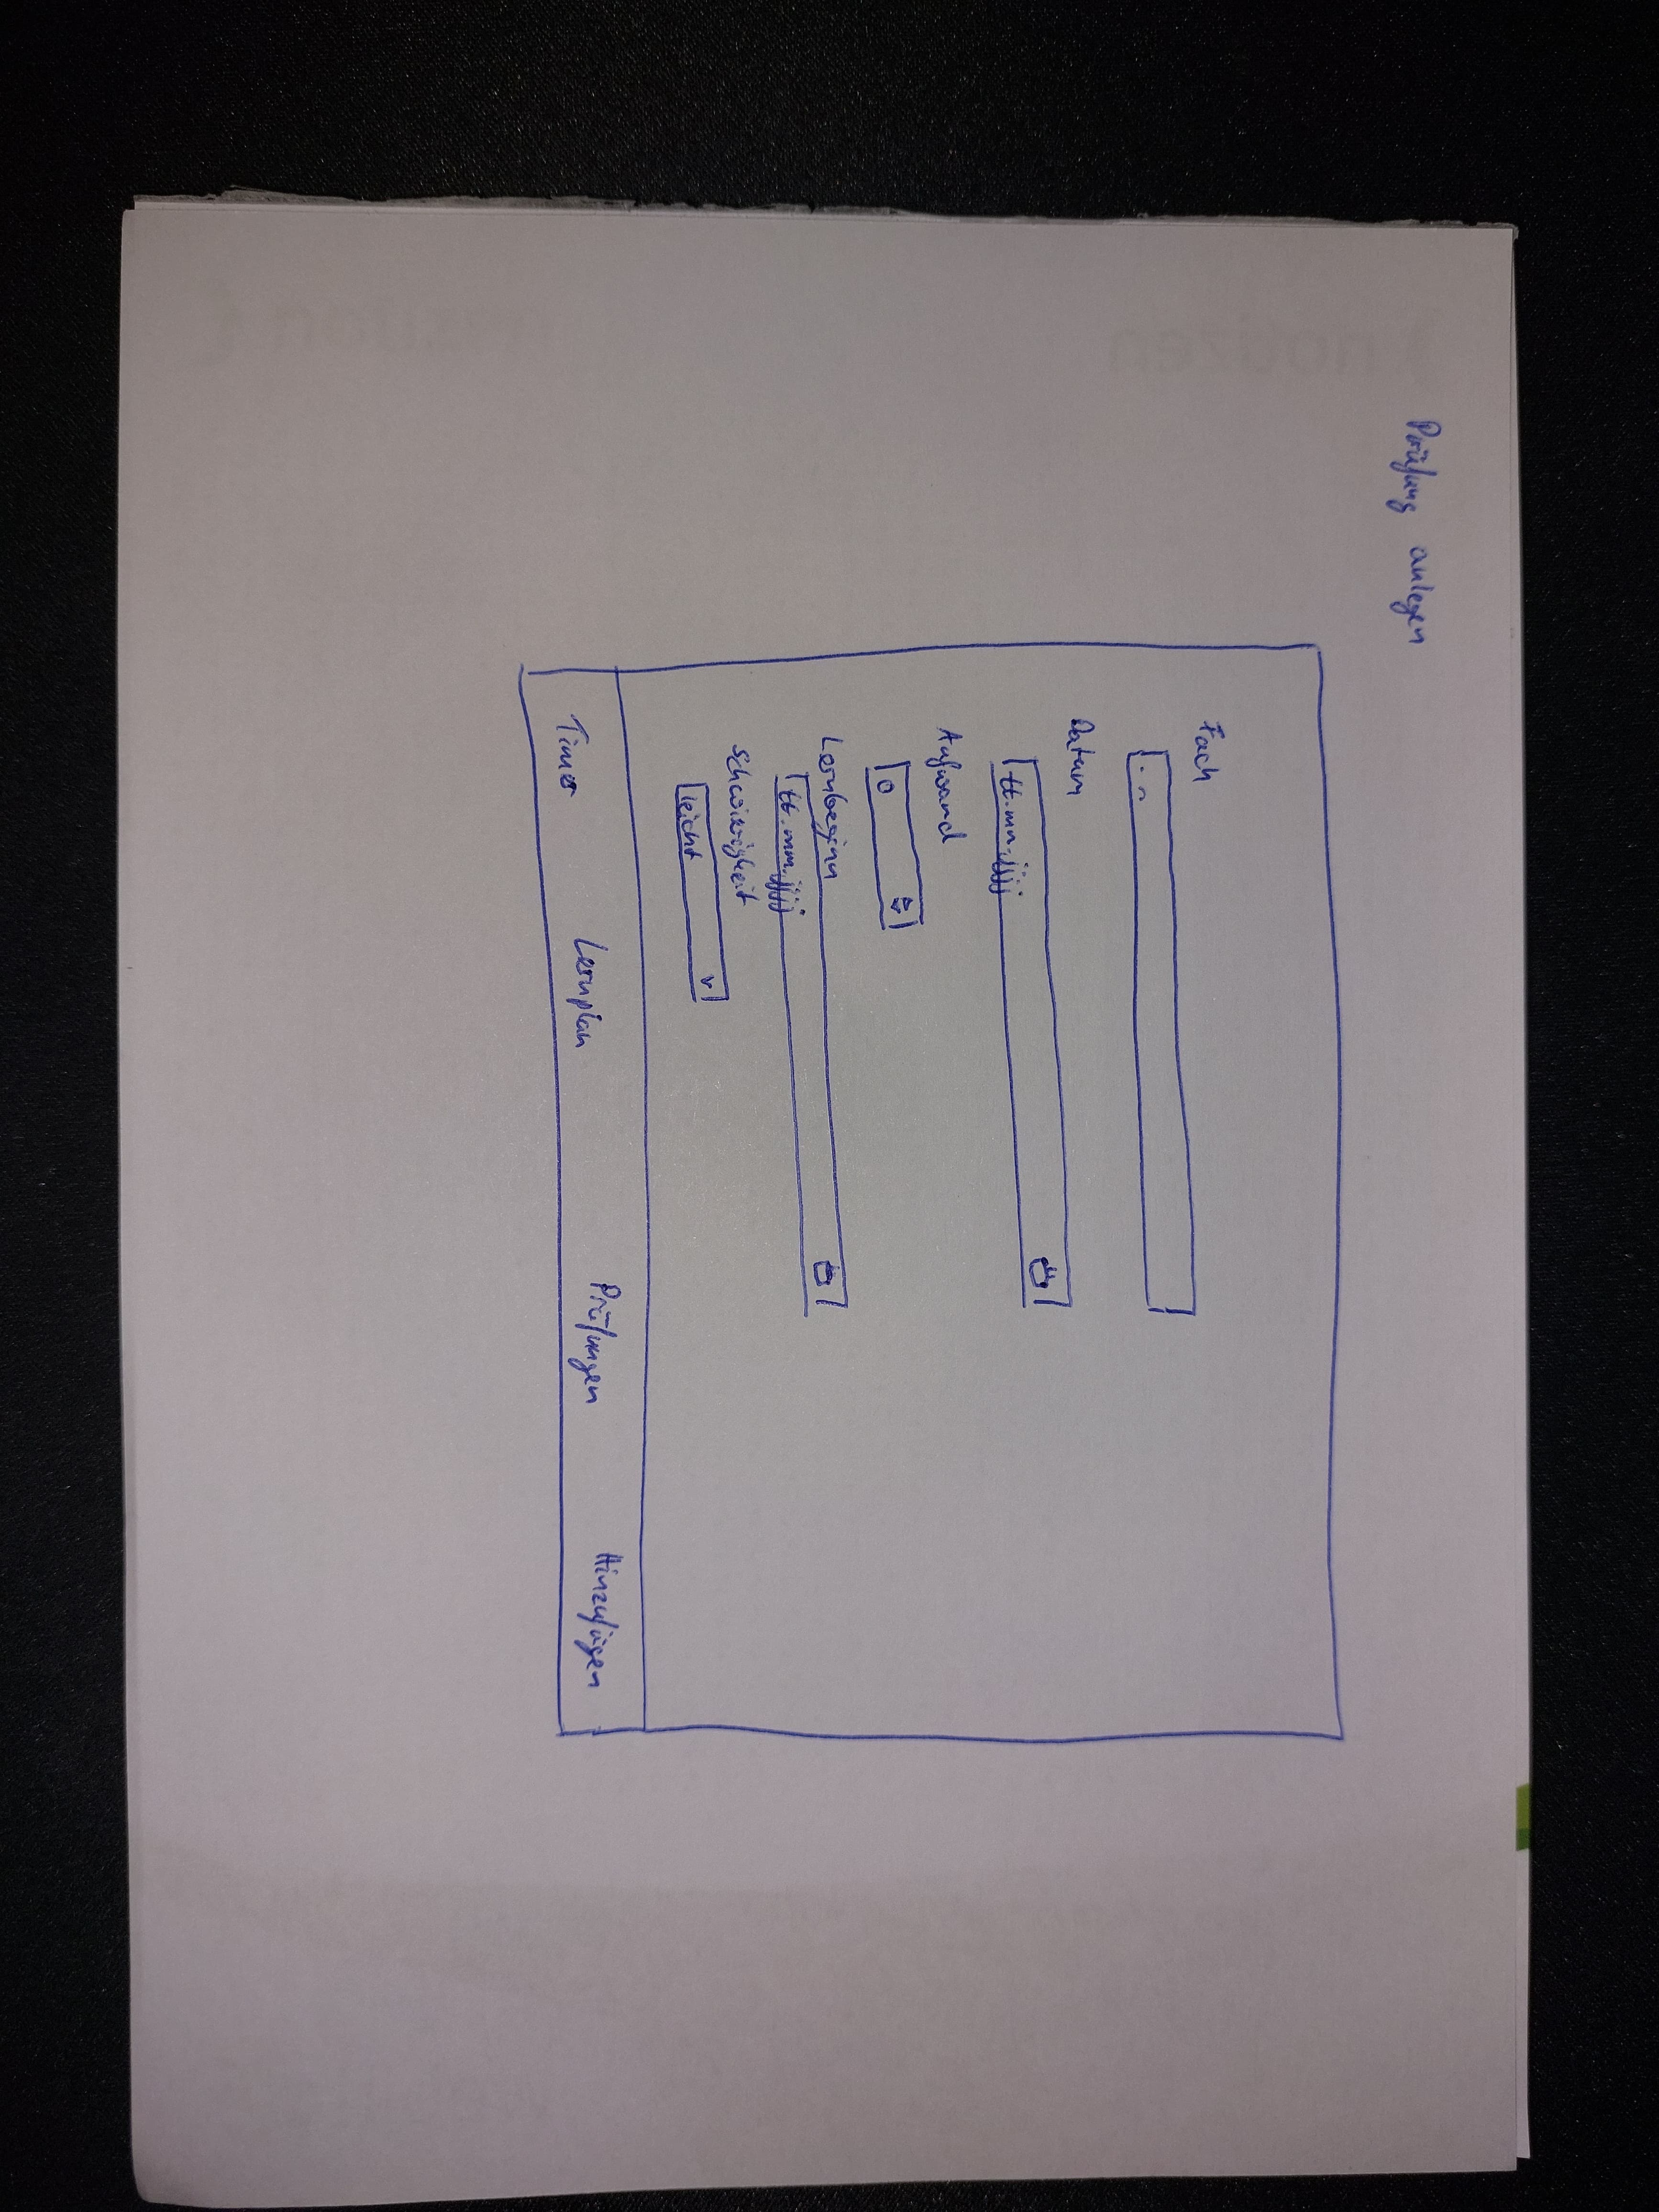 Prüfung anlegen
Fach
Datum
tt.mm.jjjj
Aufwand
0
Lernbeginn
tt.mm.jjjj
Schwierigkeit
leicht
Timer
Lernplan
Prüfungen
Hinzufügen